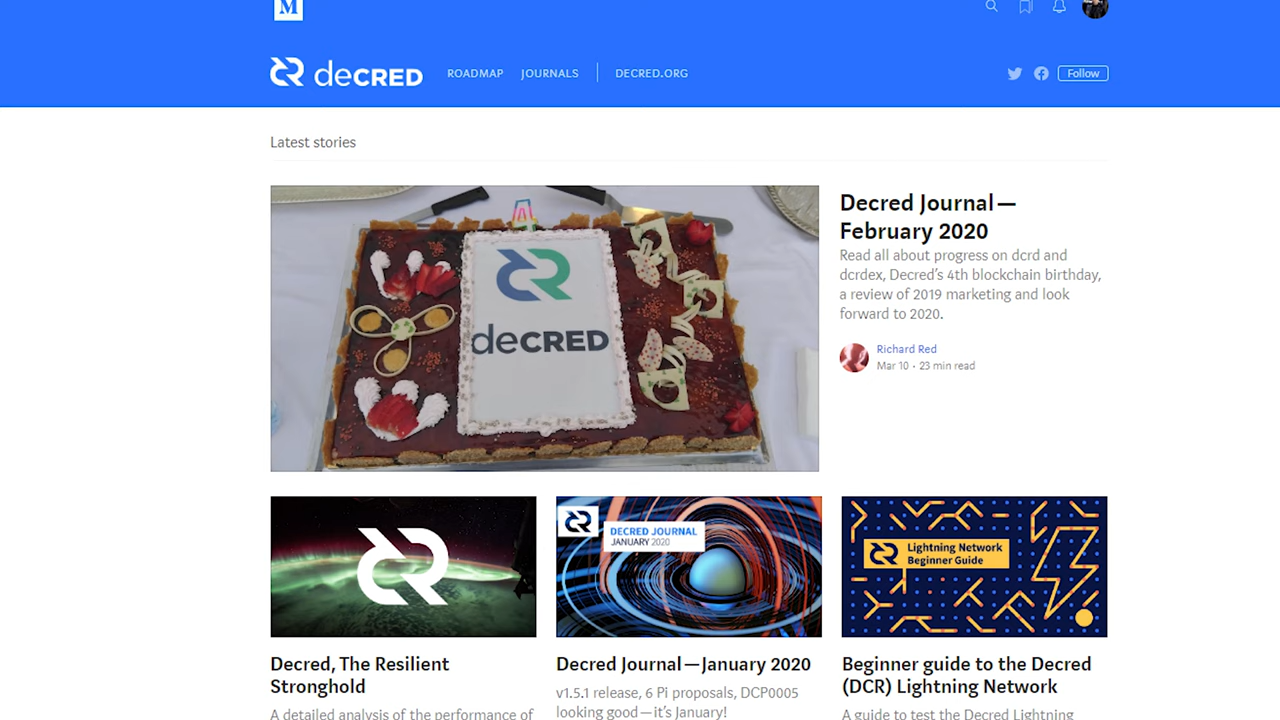 M
deCRED
ROADMAP JOURNALS DECRED.ORG
Follow
Latest stories
deCRED
Decred Journal —
February 2020
Read all about progress on dcrd and
dcrdex, Decred's 4th blockchain birthday,
a review of 2019 marketing and look
forward to 2020.
Richard Red
Mar 10 · 23 min read
DECRED JOURNAL
JANUARY 2020
Lightning Network
Beginner Guide
Decred, The Resilient
Stronghold
A detailed analysis of the performance of
Decred Journal — January 2020
v1.5.1 release, 6 Pi proposals, DCP0005
looking good — it's January!
Beginner guide to the Decred
(DCR) Lightning Network
A guide to test the Decred Lightning